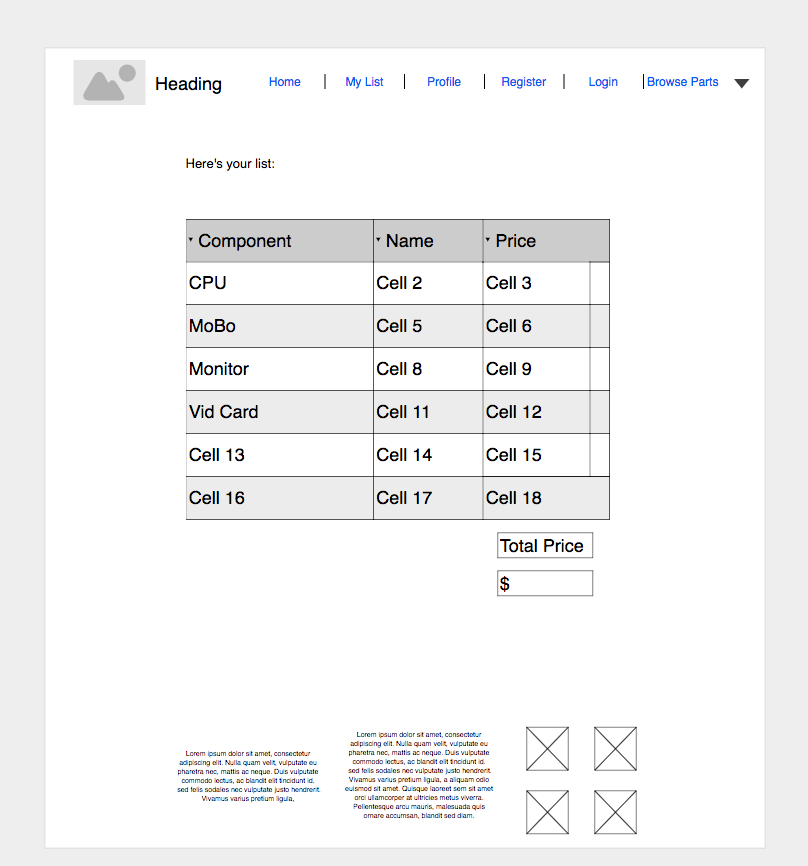 Heading
Home | My List | Profile | Register | Login | Browse Parts
Here's your list:
Component Name Price
CPU Cell 2 Cell 3
MoBo Cell 5 Cell 6
Monitor Cell 8 Cell 9
Vid Card Cell 11 Cell 12
Cell 13 Cell 14 Cell 15
Cell 16 Cell 17 Cell 18
Total Price
$
Lorem ipsum dolor sit amet, consectetur
adipiscing elit. Nulla quam velit, vulputate eu
pharetra nec, mattis ac neque. Duis vulputate
commodo lectus, ac blandit elit tincidunt id.
sed felis sodales nec vulputate justo hendrerit.
Vivamus varius pretium ligula,
Lorem ipsum dolor sit amet, consectetur
adipiscing elit. Nulla quam velit, vulputate eu
pharetra nec, mattis ac neque. Duis vulputate
commodo lectus, ac blandit elit tincidunt id.
sed felis sodales nec vulputate justo hendrerit.
Vivamus varius pretium ligula, a aliquam odio
euismod sit amet. Quisque laoreet sem sit amet
orci ullamcorper at ultricies metus viverra.
Pellentesque arcu mauris, malesuada quis
ornare accumsan, blandit sed diam.